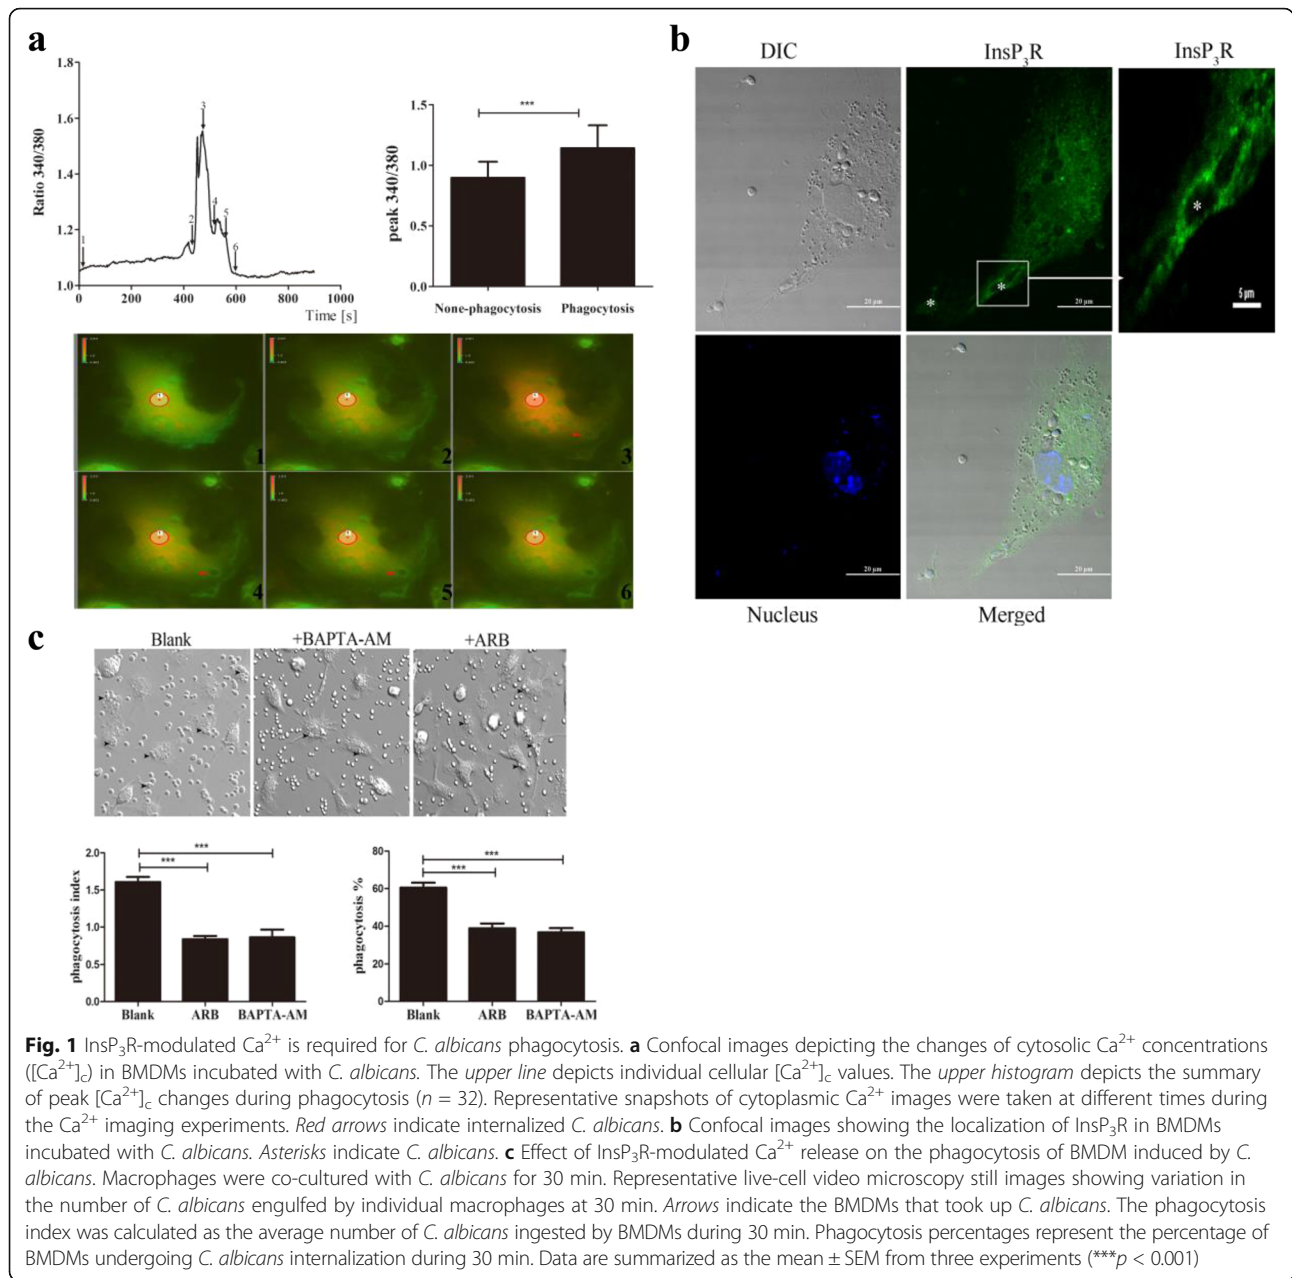 a
1.8
1.6
1.4
1.2
1.0
Ratio 340/380
0 200 400 600 800 1000
Time [s]
1
2
3
4
5
6
1.5
1.0
0.5
0.0
peak 340/380
***
None-phagocytosis Phagocytosis
1 2 3
4 5 6
b
DIC InsP3R InsP3R
*
*
*
20 µm 20 µm 5 µm
20 µm 20 µm
Nucleus Merged
c
Blank +BAPTA-AM +ARB
2.0
1.5
1.0
0.5
0.0
phagocytosis index
***
***
Blank ARB BAPTA-AM
80
60
40
20
0
phagocytosis %
***
***
Blank ARB BAPTA-AM
Fig. 1 InsP3R-modulated Ca2+ is required for C. albicans phagocytosis. a Confocal images depicting the changes of cytosolic Ca2+ concentrations
([Ca2+]c) in BMDMs incubated with C. albicans. The upper line depicts individual cellular [Ca2+]c values. The upper histogram depicts the summary
of peak [Ca2+]c changes during phagocytosis (n = 32). Representative snapshots of cytoplasmic Ca2+ images were taken at different times during
the Ca2+ imaging experiments. Red arrows indicate internalized C. albicans. b Confocal images showing the localization of InsP3R in BMDMs
incubated with C. albicans. Asterisks indicate C. albicans. c Effect of InsP3R-modulated Ca2+ release on the phagocytosis of BMDM induced by C.
albicans. Macrophages were co-cultured with C. albicans for 30 min. Representative live-cell video microscopy still images showing variation in
the number of C. albicans engulfed by individual macrophages at 30 min. Arrows indicate the BMDMs that took up C. albicans. The phagocytosis
index was calculated as the average number of C. albicans ingested by BMDMs during 30 min. Phagocytosis percentages represent the percentage of
BMDMs undergoing C. albicans internalization during 30 min. Data are summarized as the mean ± SEM from three experiments (***p < 0.001)